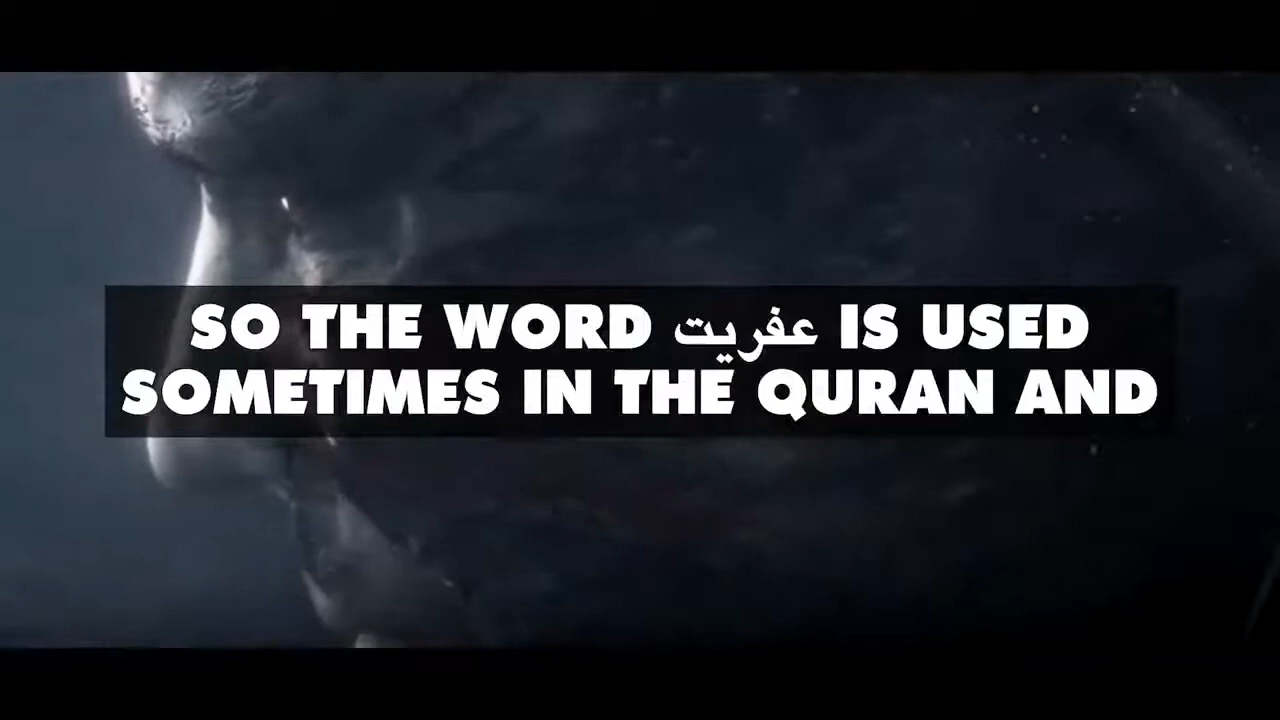 SO THE WORD عفريت IS USED
SOMETIMES IN THE QURAN AND